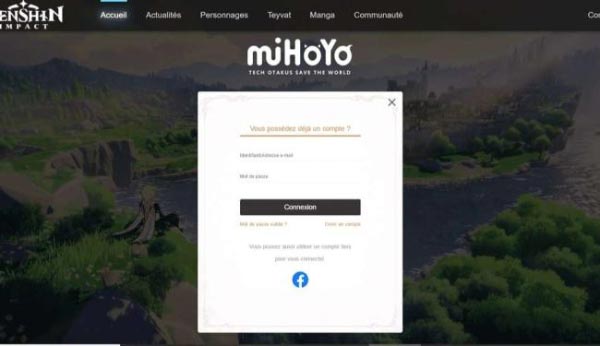 GENSHIN
IMPACT
Accueil Actualités Personnages Teyvat Manga Communauté Con
miHoYo
TECH OTAKUS SAVE THE WORLD
Vous possédez déjà un compte ?
Identifiant/Adresse e-mail
Mot de passe
Connexion
Mot de passe oublié ? Créer un compte
Vous pouvez aussi utiliser un compte tiers
pour vous connecter